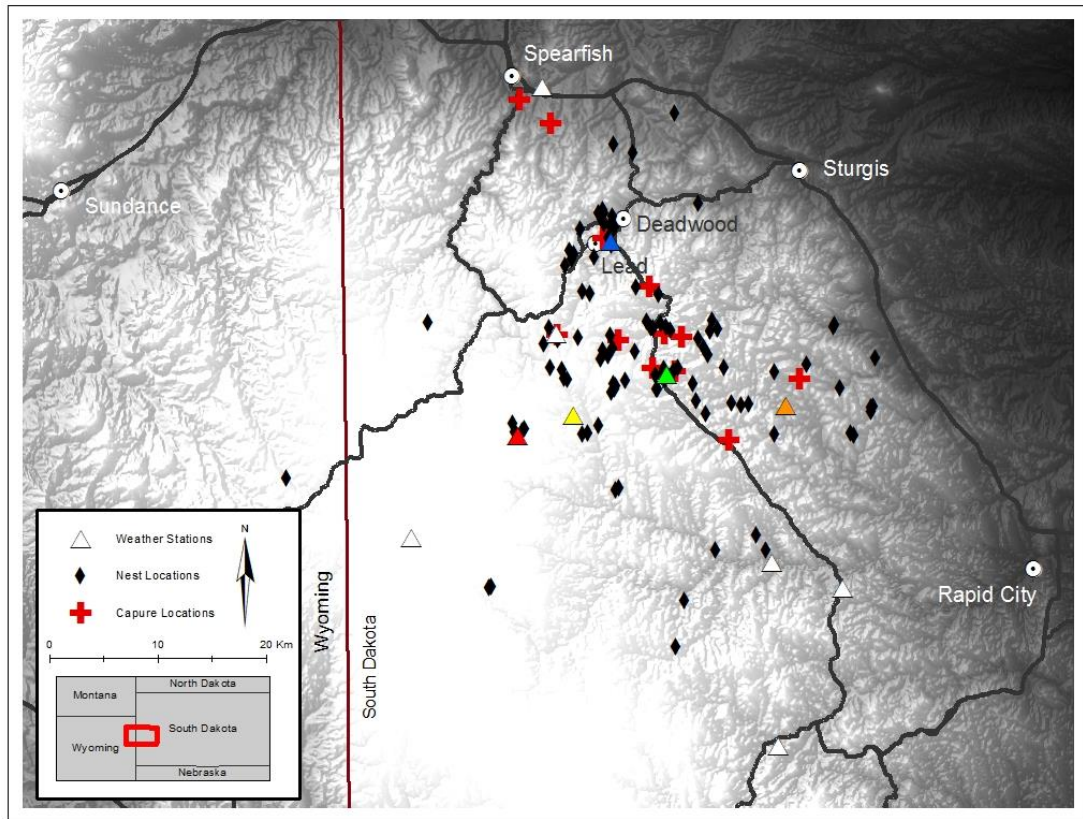 Spearfish
Sturgis
Sundance
Deadwood
Lead
Rapid City
Wyoming
South Dakota
N
Weather Stations
Nest Locations
Capure Locations
0 10 20 Km
North Dakota
Montana
South Dakota
Wyoming
Nebraska